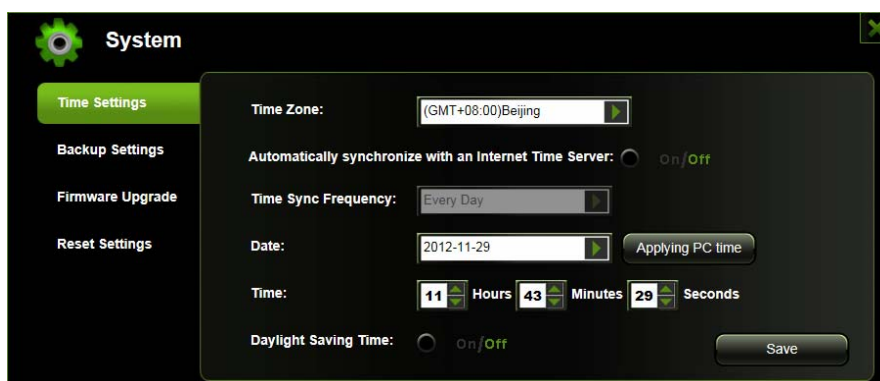 System
Time Settings
Backup Settings
Firmware Upgrade
Reset Settings
Time Zone: (GMT+08:00)Beijing
Automatically synchronize with an Internet Time Server: On/Off
Time Sync Frequency: Every Day
Date: 2012-11-29 Applying PC time
Time: 11 Hours 43 Minutes 29 Seconds
Daylight Saving Time: On/Off
Save